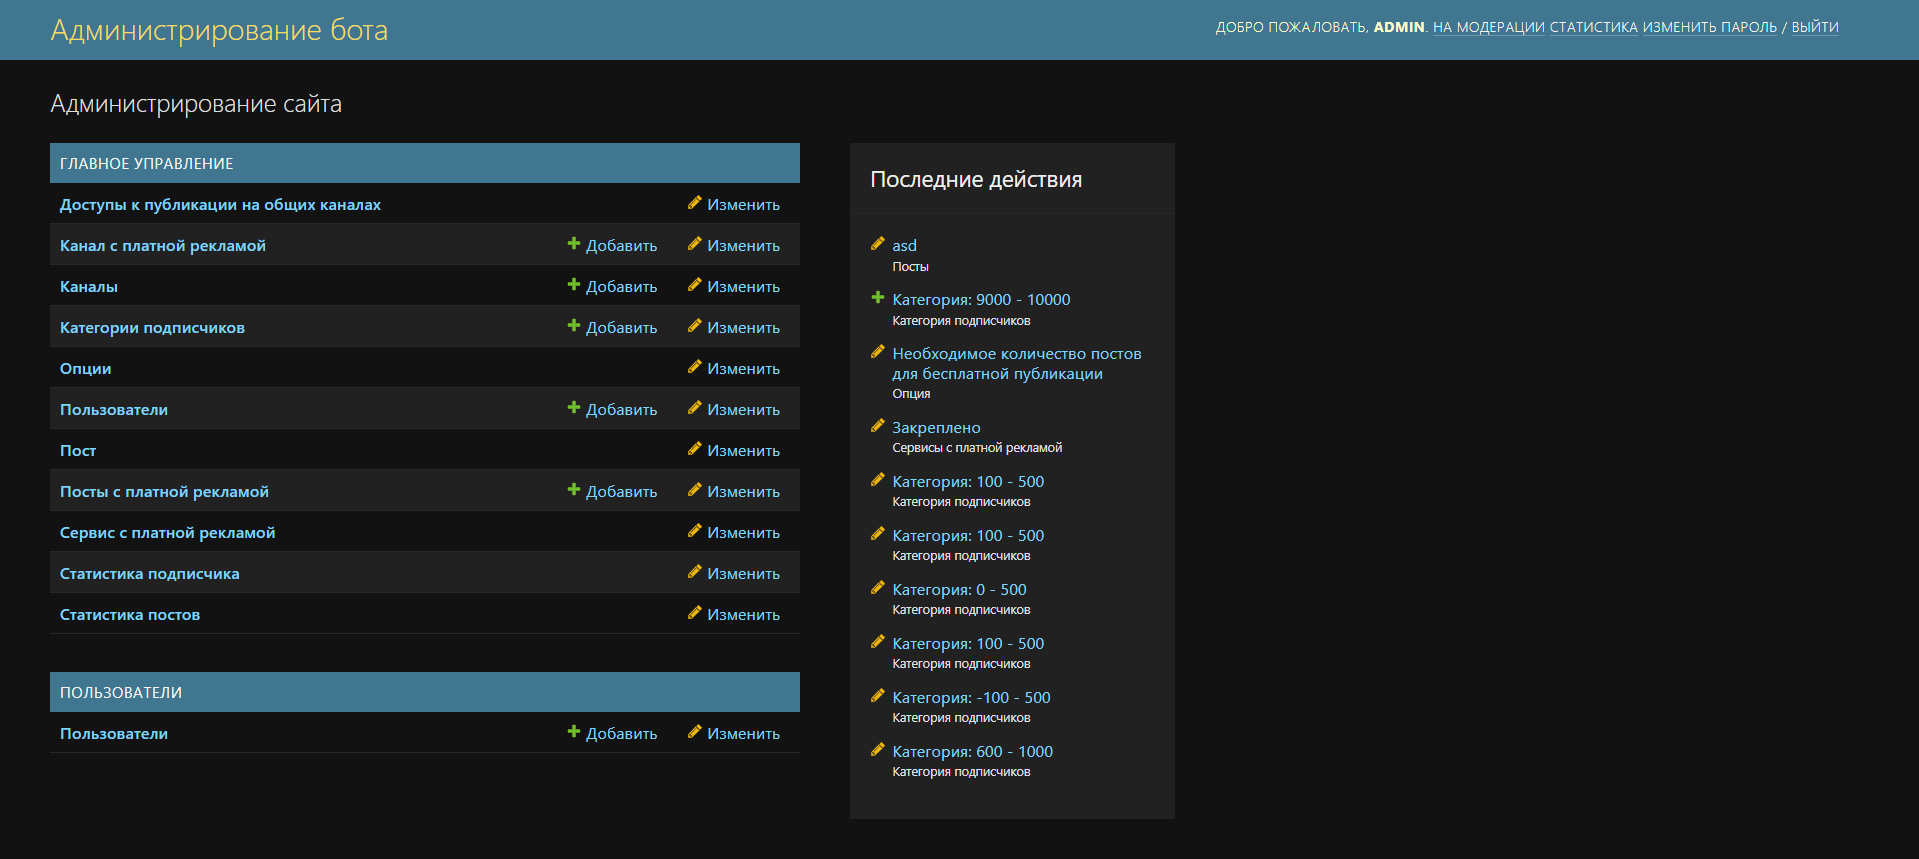 Администрирование бота
ДОБРО ПОЖАЛОВАТЬ, ADMIN. НА МОДЕРАЦИИ СТАТИСТИКА ИЗМЕНИТЬ ПАРОЛЬ / ВЫЙТИ
Администрирование сайта
ГЛАВНОЕ УПРАВЛЕНИЕ
Доступы к публикации на общих каналах Изменить
Канал с платной рекламой Добавить Изменить
Каналы Добавить Изменить
Категории подписчиков Добавить Изменить
Опции Изменить
Пользователи Добавить Изменить
Пост Изменить
Посты с платной рекламой Добавить Изменить
Сервис с платной рекламой Изменить
Статистика подписчика Изменить
Статистика постов Изменить
ПОЛЬЗОВАТЕЛИ
Пользователи Добавить Изменить
Последние действия
asd
Посты
Категория: 9000 - 10000
Категория подписчиков
Необходимое количество постов
для бесплатной публикации
Опция
Закреплено
Сервисы с платной рекламой
Категория: 100 - 500
Категория подписчиков
Категория: 100 - 500
Категория подписчиков
Категория: 0 - 500
Категория подписчиков
Категория: 100 - 500
Категория подписчиков
Категория: -100 - 500
Категория подписчиков
Категория: 600 - 1000
Категория подписчиков